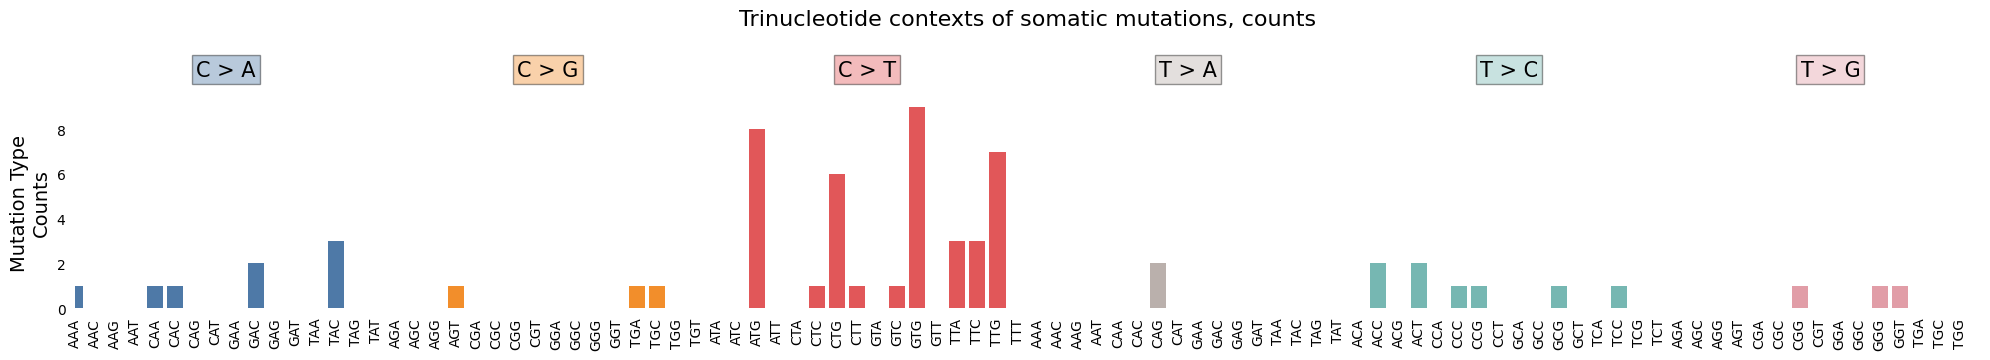 Trinucleotide contexts of somatic mutations, counts
C > A C > G C > T T > A T > C T > G
Mutation Type
Counts
8
6
4
2
0
AAA AAC AAG AAT CAA CAC CAG CAT GAA GAC GAG GAT TAA TAC TAG TAT AGA AGC AGG AGT CGA CGC CGG CGT GGA GGC GGG GGT TGA TGC TGG TGT ATA ATC ATG ATT CTA CTC CTG CTT GTA GTC GTG GTT TTA TTC TTG TTT AAA AAC AAG AAT CAA CAC CAG CAT GAA GAC GAG GAT TAA TAC TAG TAT ACA ACC ACG ACT CCA CCC CCG CCT GCA GCC GCG GCT TCA TCC TCG TCT AGA AGC AGG AGT CGA CGC CGG CGT GGA GGC GGG GGT TGA TGC TGG